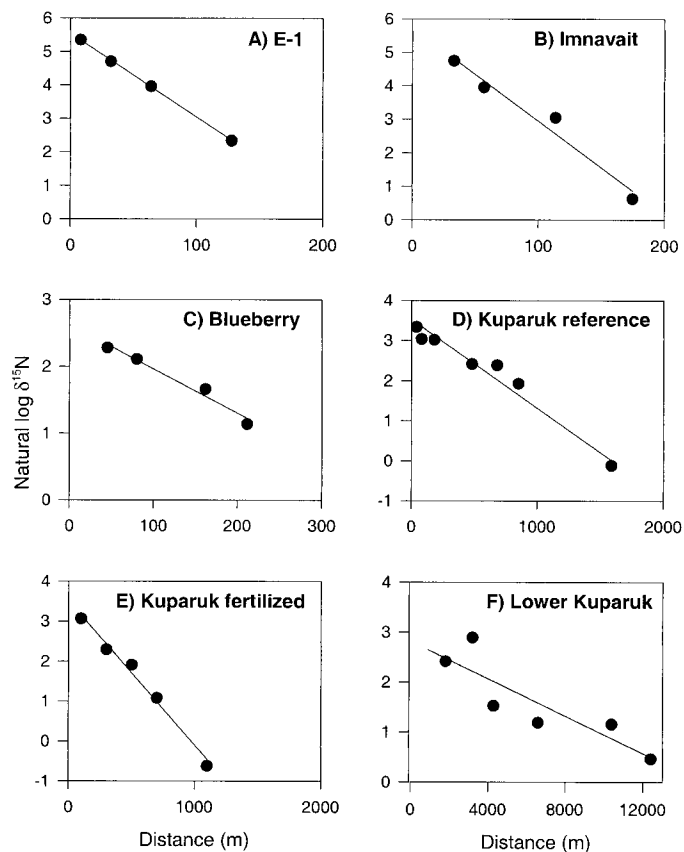 A) E-1
6
5
4
3
2
1
0
0 100 200
B) Imnavait
6
5
4
3
2
1
0
0 100 200
C) Blueberry
3
2
1
0
0 100 200 300
D) Kuparuk reference
4
3
2
1
0
-1
0 1000 2000
Natural log δ¹⁵N
E) Kuparuk fertilized
4
3
2
1
0
-1
0 1000 2000
Distance (m)
F) Lower Kuparuk
4
3
2
1
0
0 4000 8000 12000
Distance (m)